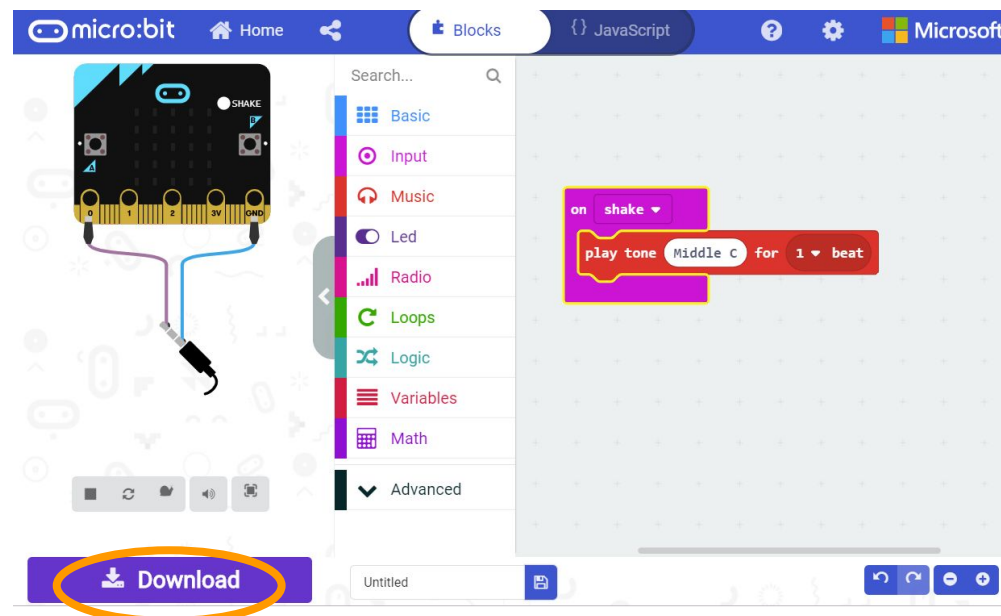 micro:bit Home Blocks {} JavaScript ? Microsoft
SHAKE
B
A
0 1 2 3V GND
Search...
Basic
Input
Music
Led
Radio
Loops
Logic
Variables
Math
Advanced
on shake
play tone Middle C for 1 beat
Download
Untitled